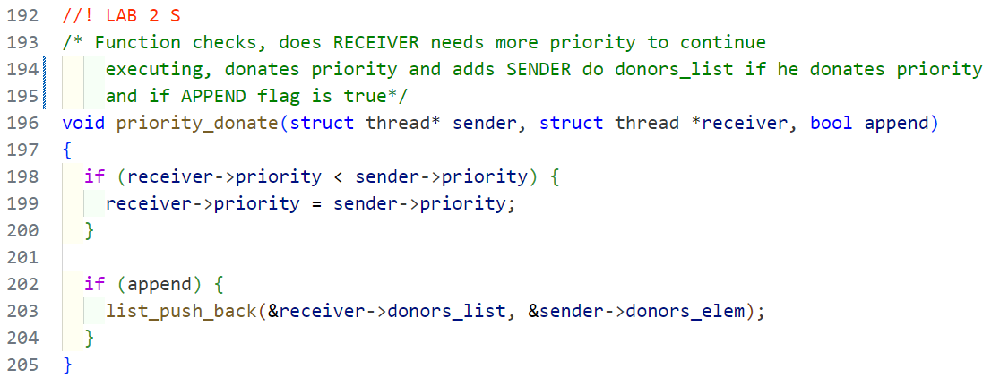 192 //! LAB 2 S
193 /* Function checks, does RECEIVER needs more priority to continue
194     executing, donates priority and adds SENDER do donors_list if he donates priority
195     and if APPEND flag is true*/
196 void priority_donate(struct thread* sender, struct thread *receiver, bool append)
197 {
198   if (receiver->priority < sender->priority) {
199     receiver->priority = sender->priority;
200   }
201
202   if (append) {
203     list_push_back(&receiver->donors_list, &sender->donors_elem);
204   }
205 }